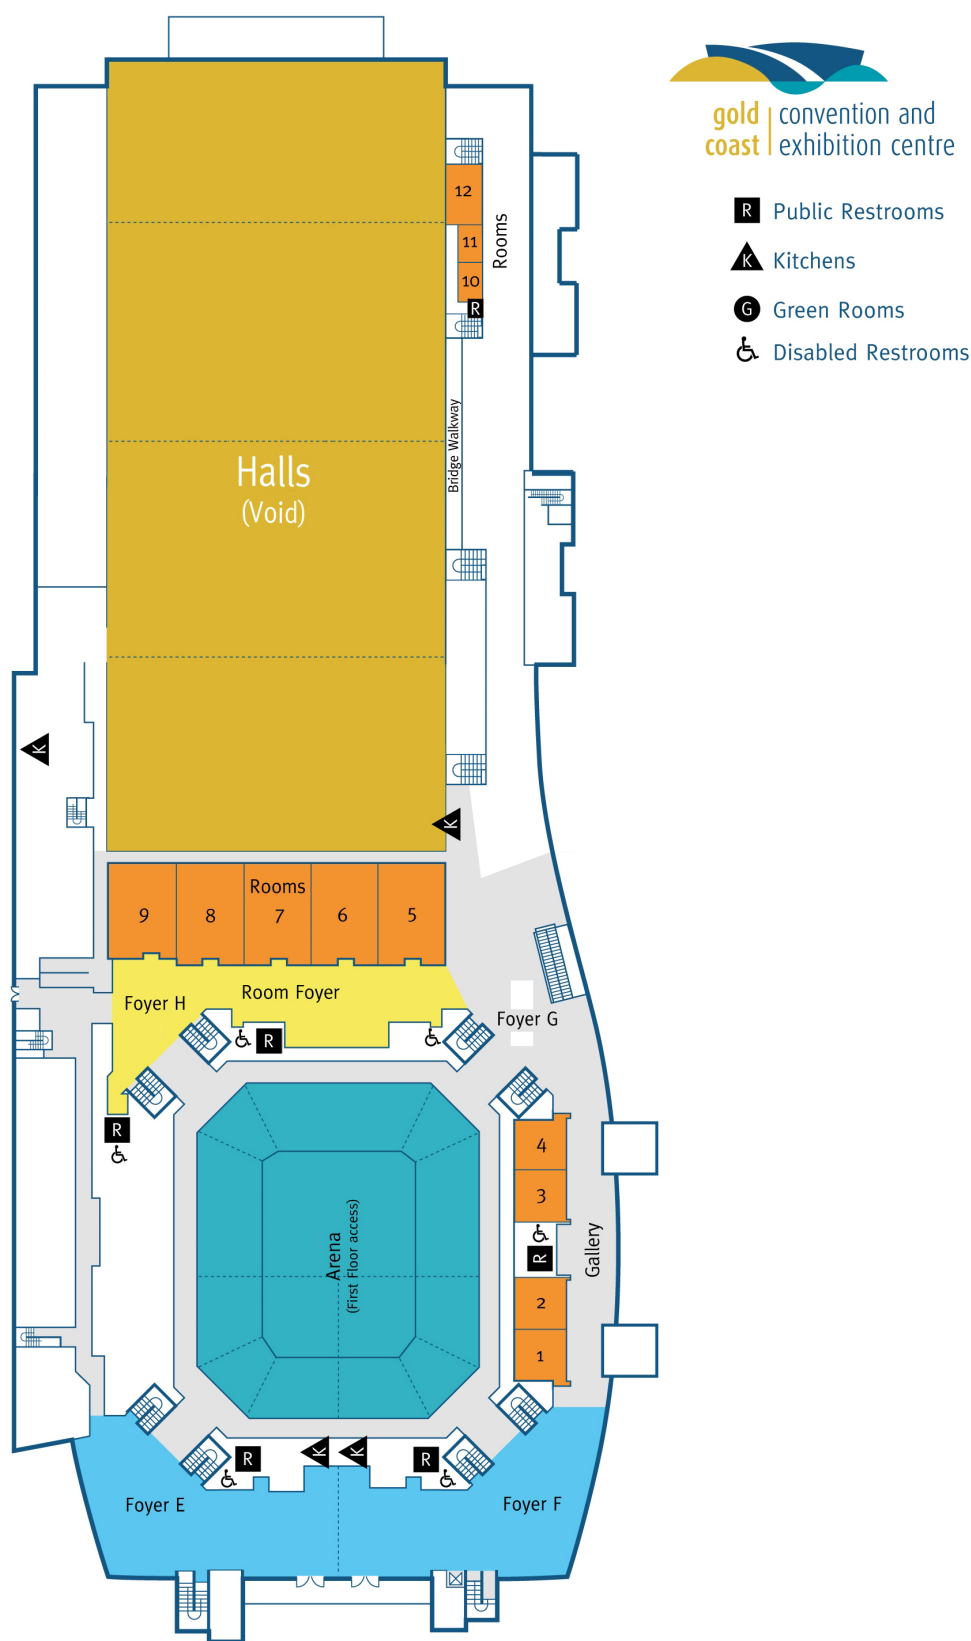 gold convention and
coast exhibition centre
R Public Restrooms
K Kitchens
G Green Rooms
Disabled Restrooms
12
11
10
R
Rooms
Bridge Walkway
Halls
(Void)
K
K
Rooms
9 8 7 6 5
Foyer H
Room Foyer
Foyer G
R
R
4
3
R
2
1
Gallery
Arena
(First Floor access)
R K K R
Foyer E
Foyer F